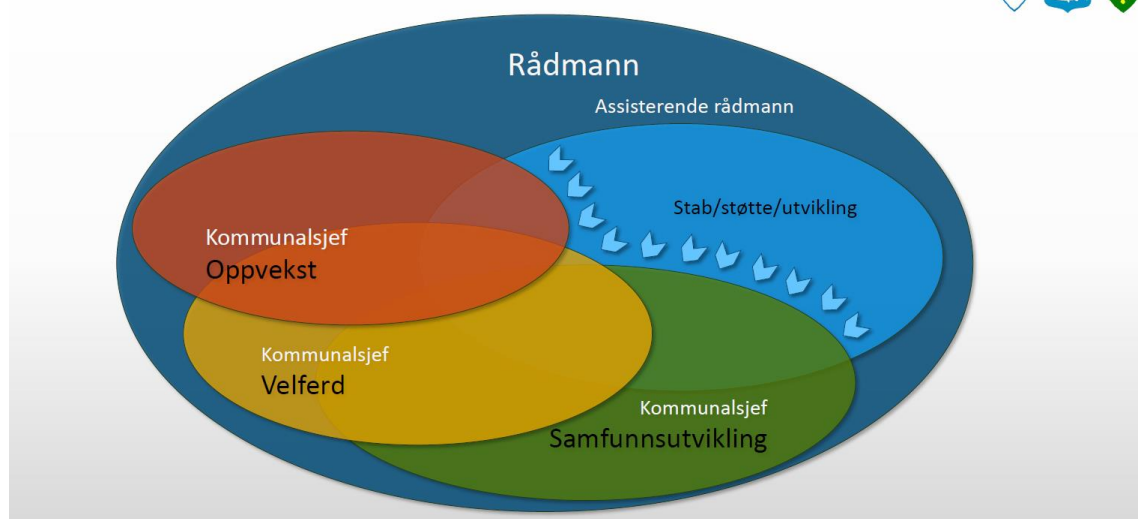 Rådmann
Assisterende rådmann
Stab/støtte/utvikling
Kommunalsjef
Oppvekst
Kommunalsjef
Velferd
Kommunalsjef
Samfunnsutvikling